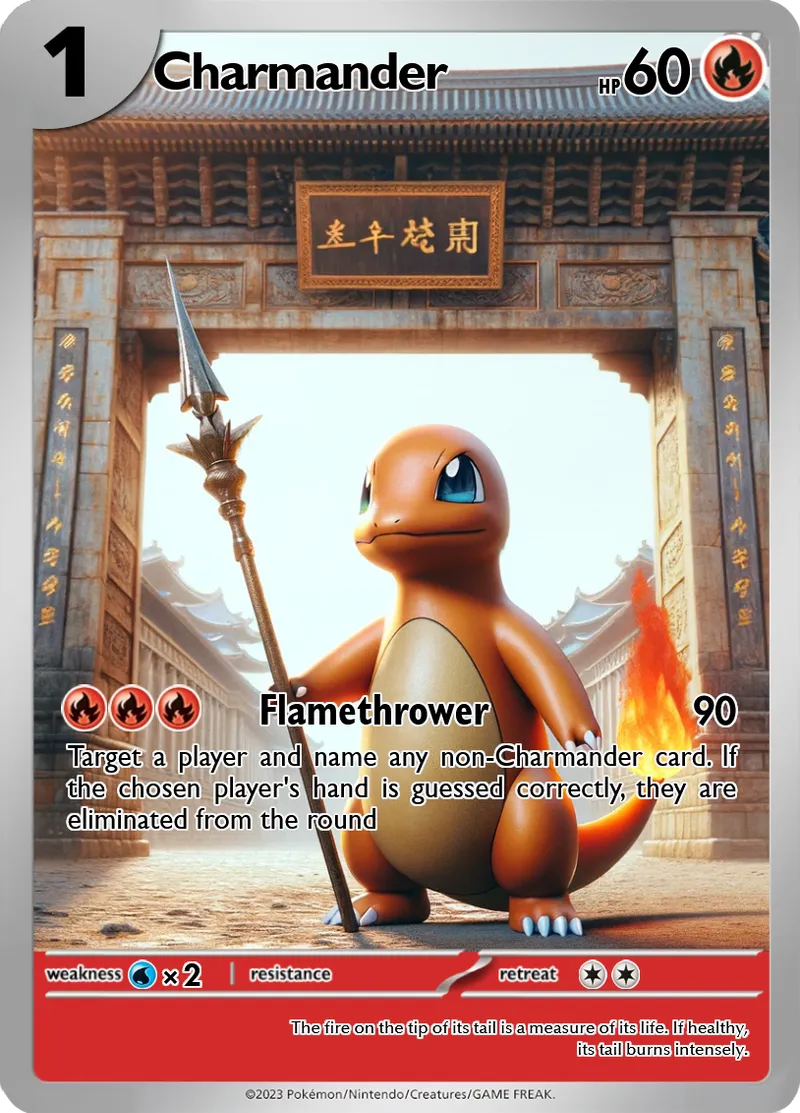 1
Charmander
HP 60
Flamethrower 90
Target a player and name any non-Charmander card. If
the chosen player's hand is guessed correctly, they are
eliminated from the round
weakness ×2 | resistance
retreat
The fire on the tip of its tail is a measure of its life. If healthy,
its tail burns intensely.
©2023 Pokémon/Nintendo/Creatures/GAME FREAK.